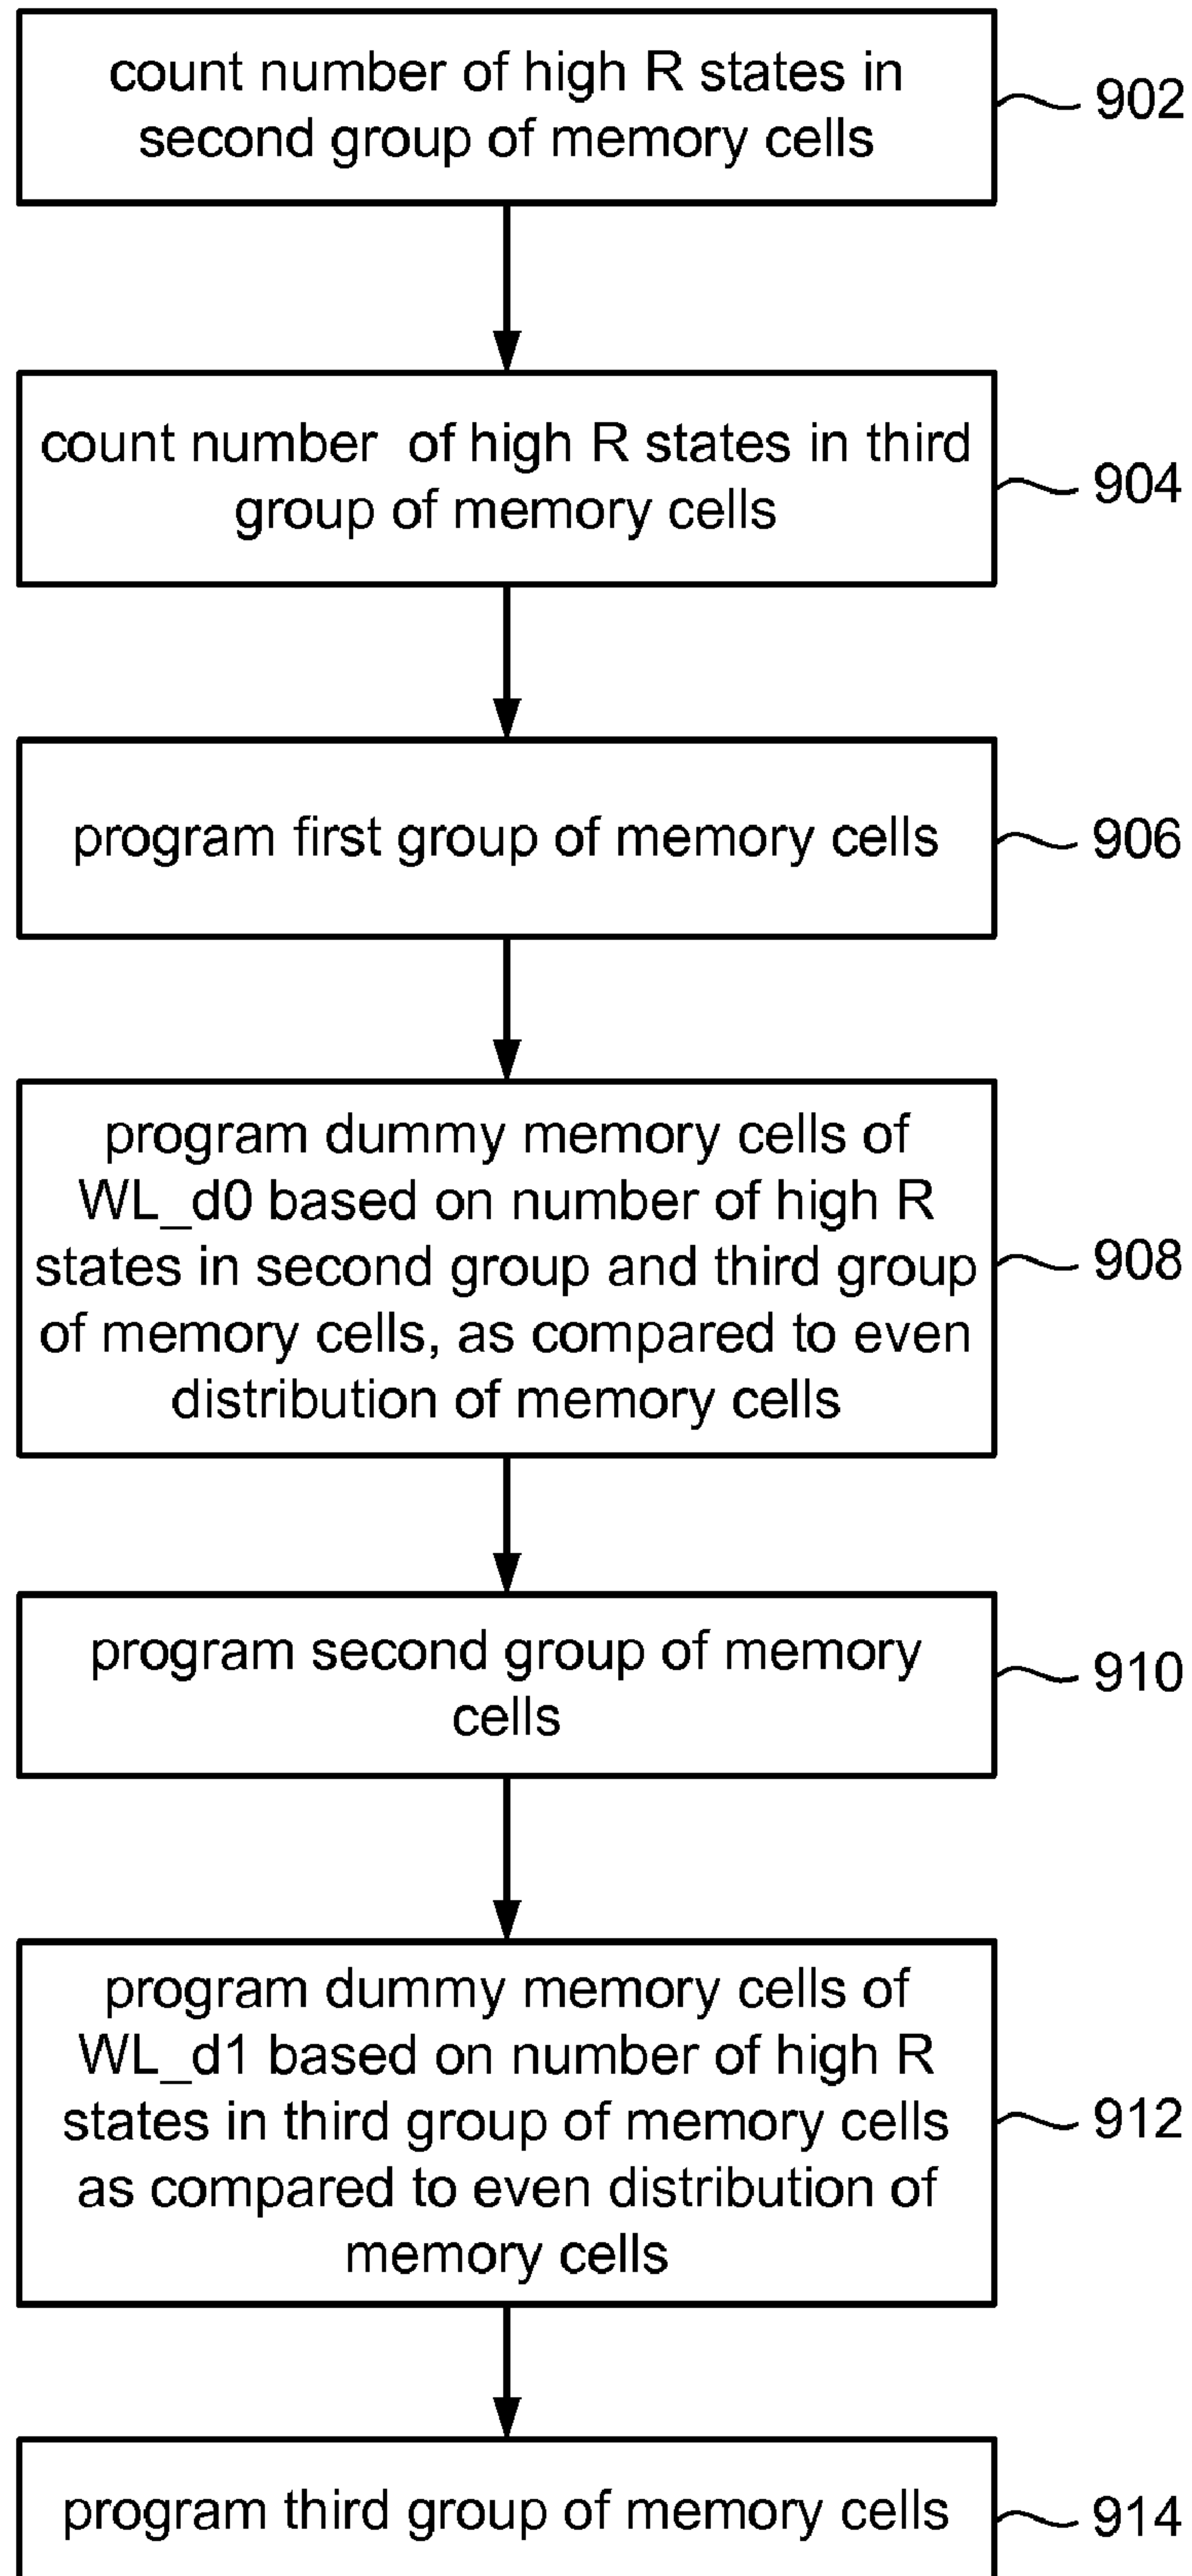 count number of high R states in
second group of memory cells
902
count number of high R states in third
group of memory cells
904
program first group of memory cells
906
program dummy memory cells of
WL_d0 based on number of high R
states in second group and third group
of memory cells, as compared to even
distribution of memory cells
908
program second group of memory
cells
910
program dummy memory cells of
WL_d1 based on number of high R
states in third group of memory cells
as compared to even distribution of
memory cells
912
program third group of memory cells
914